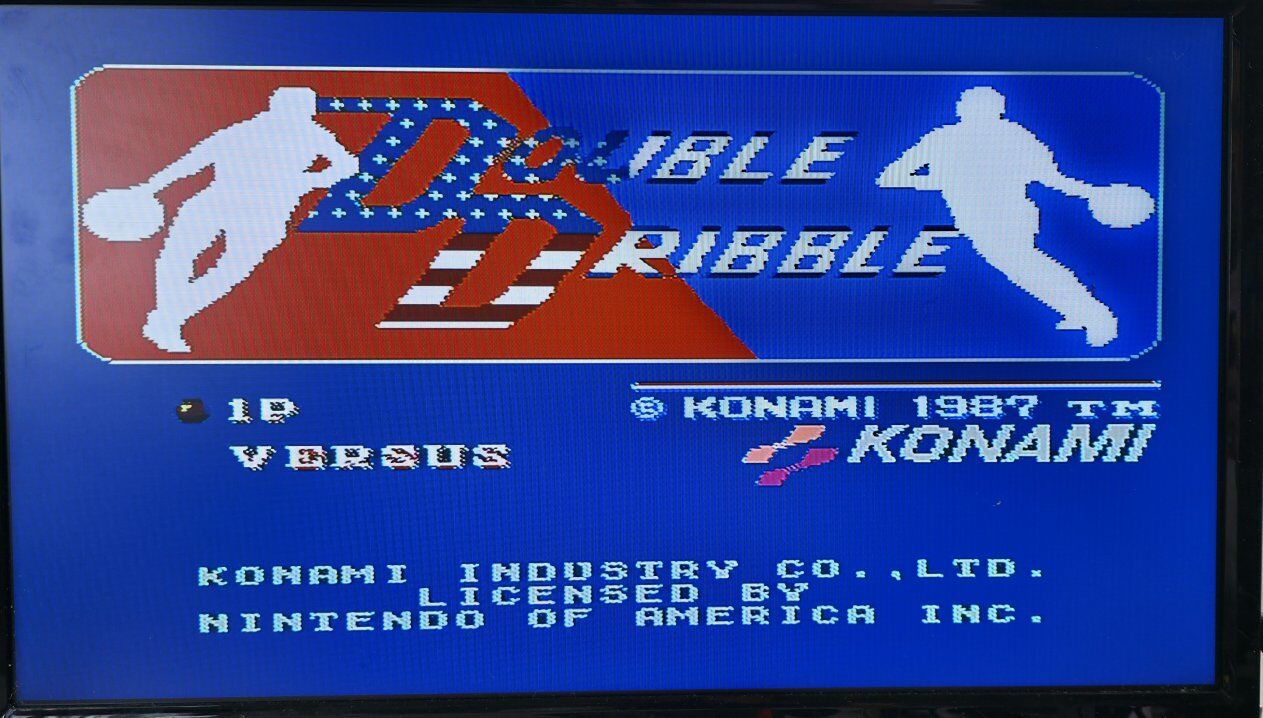 DOUBLE
DRIBBLE
1P
© KONAMI 1987 TM
VERSUS
KONAMI
KONAMI INDUSTRY CO.,LTD.
LICENSED BY
NINTENDO OF AMERICA INC.